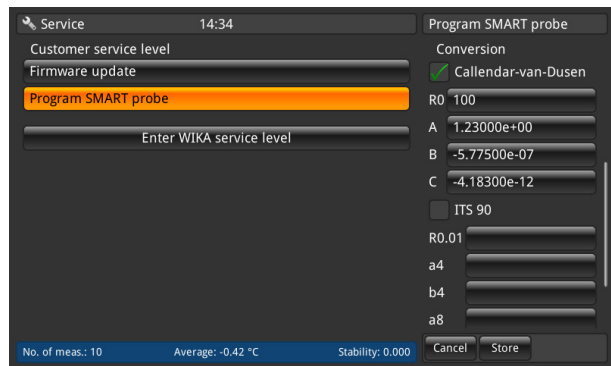 Service 14:34
Customer service level
Firmware update
Program SMART probe
Enter WIKA service level
No. of meas.: 10 Average: -0.42 °C Stability: 0.000
Program SMART probe
Conversion
Callendar-van-Dusen
R0 100
A 1.23000e+00
B -5.77500e-07
C -4.18300e-12
ITS 90
R0.01
a4
b4
a8
Cancel Store